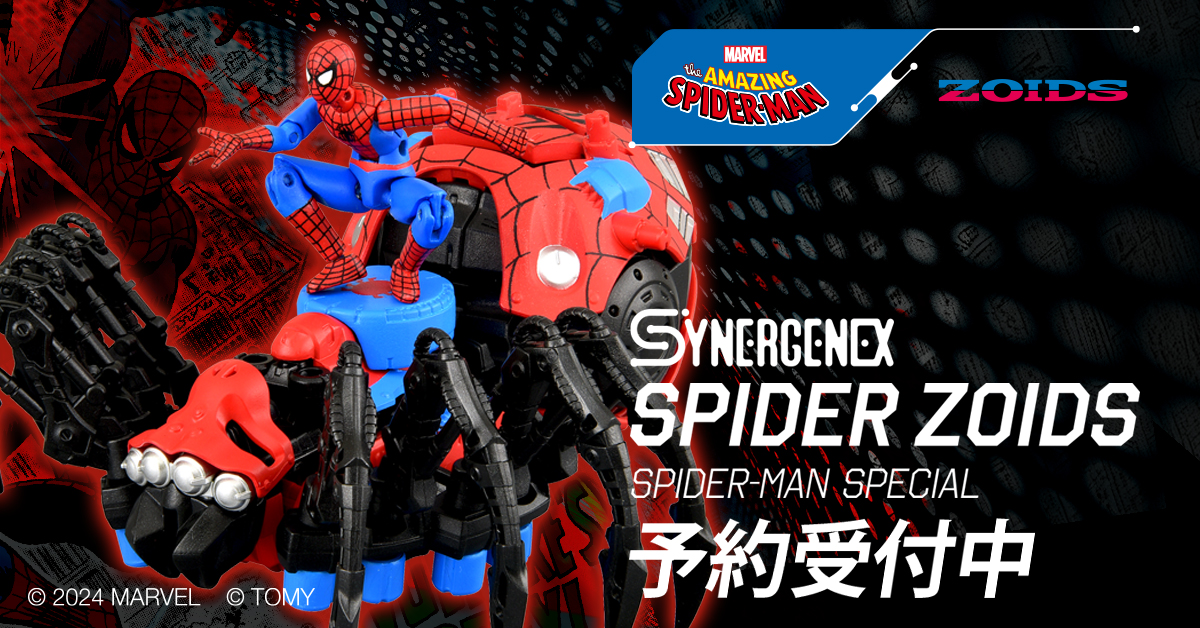 MARVEL
the AMAZING
SPIDER-MAN
ZOIDS
SYNERGENEX
SPIDER ZOIDS
SPIDER-MAN SPECIAL
予約受付中
© 2024 MARVEL © TOMY